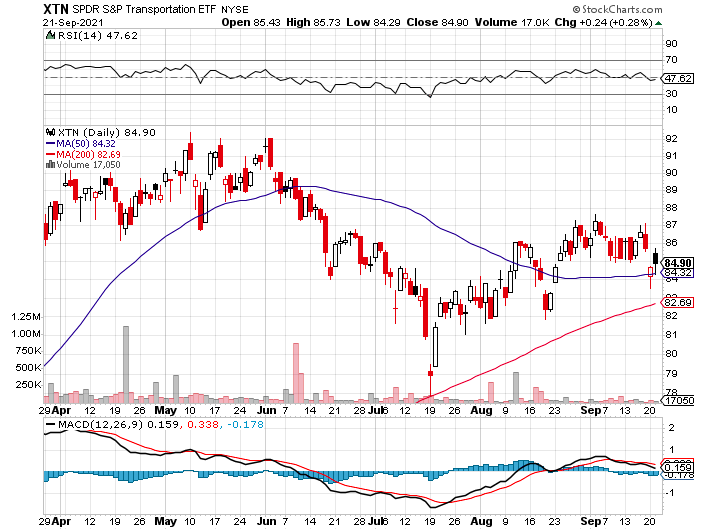 XTN SPDR S&P Transportation ETF NYSE
© StockCharts.com
21-Sep-2021
Open 85.43 High 85.73 Low 84.29 Close 84.90 Volume 17.0K Chg +0.24 (+0.28%)
RSI(14) 47.62
90
70
47.62
30
10
XTN (Daily) 84.90
MA(50) 84.32
MA(200) 82.69
Volume 17,050
92
91
90
89
88
87
86
84.90
84.32
84
83
82.69
82
81
80
79
78
17050
1.25M
1.00M
750K
500K
250K
29 Apr 12 19 26 May 10 17 24 Jun 7 14 21 28 Jul 6 12 19 26 Aug 9 16 23 Sep 7 13 20
MACD(12,26,9) 0.159, 0.338, -0.178
2
1
0.159
-0.178
-1
29 Apr 12 19 26 May 10 17 24 Jun 7 14 21 28 Jul 6 12 19 26 Aug 9 16 23 Sep 7 13 20